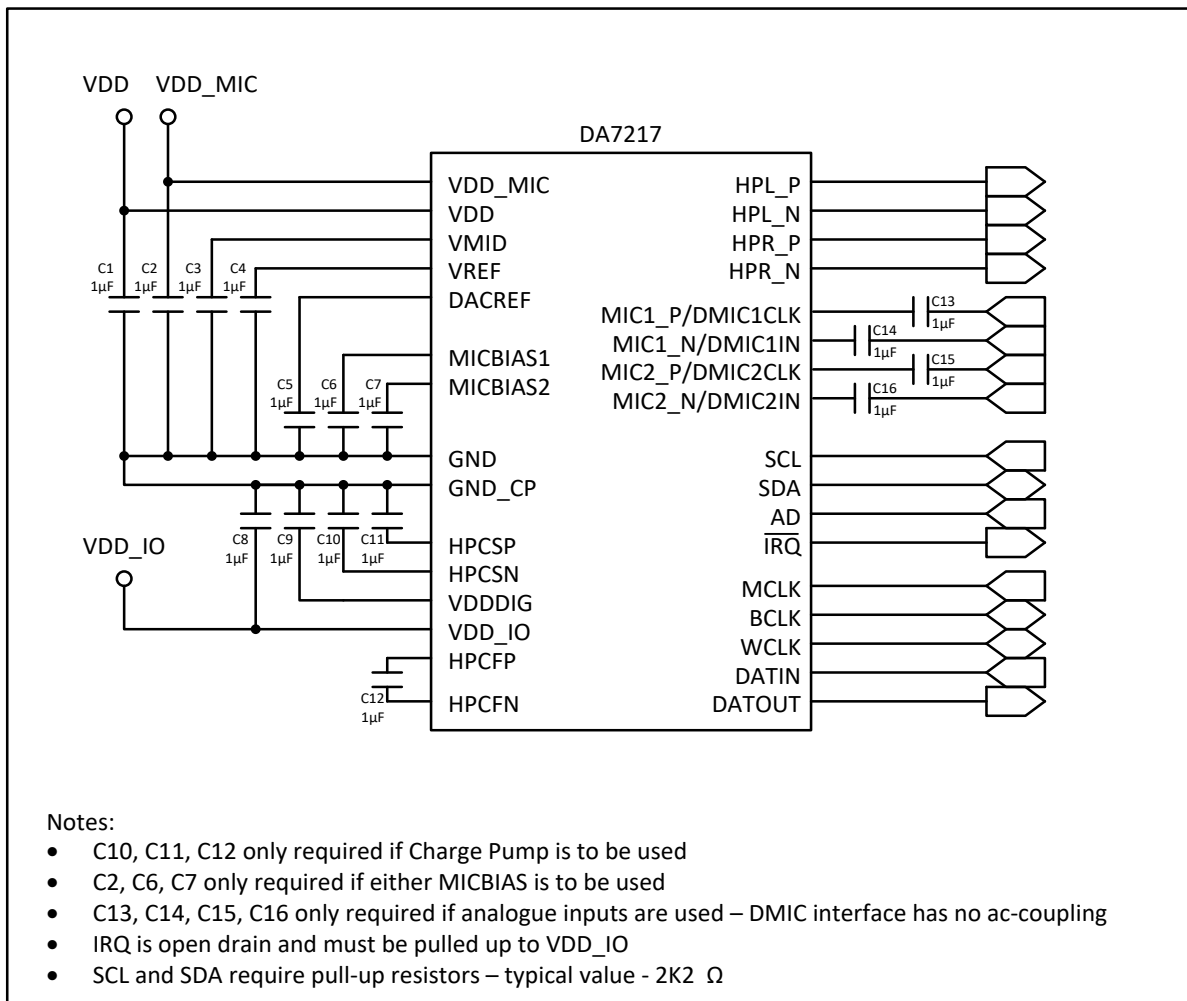 VDD VDD_MIC
DA7217
VDD_MIC HPL_P
VDD HPL_N
VMID HPR_P
VREF HPR_N
C1 C2 C3 C4
1µF 1µF 1µF 1µF
DACREF
MIC1_P/DMIC1CLK C13
1µF
MIC1_N/DMIC1IN C14
1µF
MICBIAS1
MIC2_P/DMIC2CLK C15
1µF
MICBIAS2
MIC2_N/DMIC2IN C16
1µF
C5 C6 C7
1µF 1µF 1µF
GND SCL
GND_CP SDA
AD
VDD_IO
C8 C9 C10 C11
1µF 1µF 1µF 1µF
HPCSP IRQ
HPCSN MCLK
VDDDIG BCLK
VDD_IO WCLK
HPCFP DATIN
C12
1µF
HPCFN DATOUT
Notes:
• C10, C11, C12 only required if Charge Pump is to be used
• C2, C6, C7 only required if either MICBIAS is to be used
• C13, C14, C15, C16 only required if analogue inputs are used – DMIC interface has no ac-coupling
• IRQ is open drain and must be pulled up to VDD_IO
• SCL and SDA require pull-up resistors – typical value - 2K2 Ω